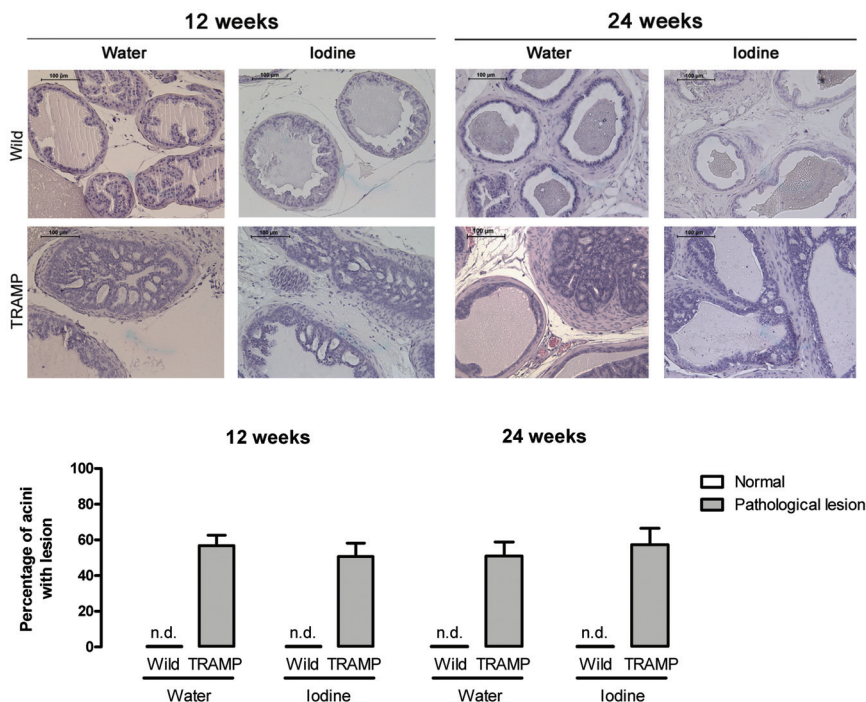 12 weeks
24 weeks
Water
Iodine
Water
Iodine
Wild
100 µm
100 µm
100 µm
100 µm
TRAMP
100 µm
100 µm
100 µm
100 µm
12 weeks
24 weeks
Percentage of acini
with lesion
100
80
60
40
20
0
n.d.
n.d.
n.d.
n.d.
Normal
Pathological lesion
Wild TRAMP
Wild TRAMP
Wild TRAMP
Wild TRAMP
Water
Iodine
Water
Iodine